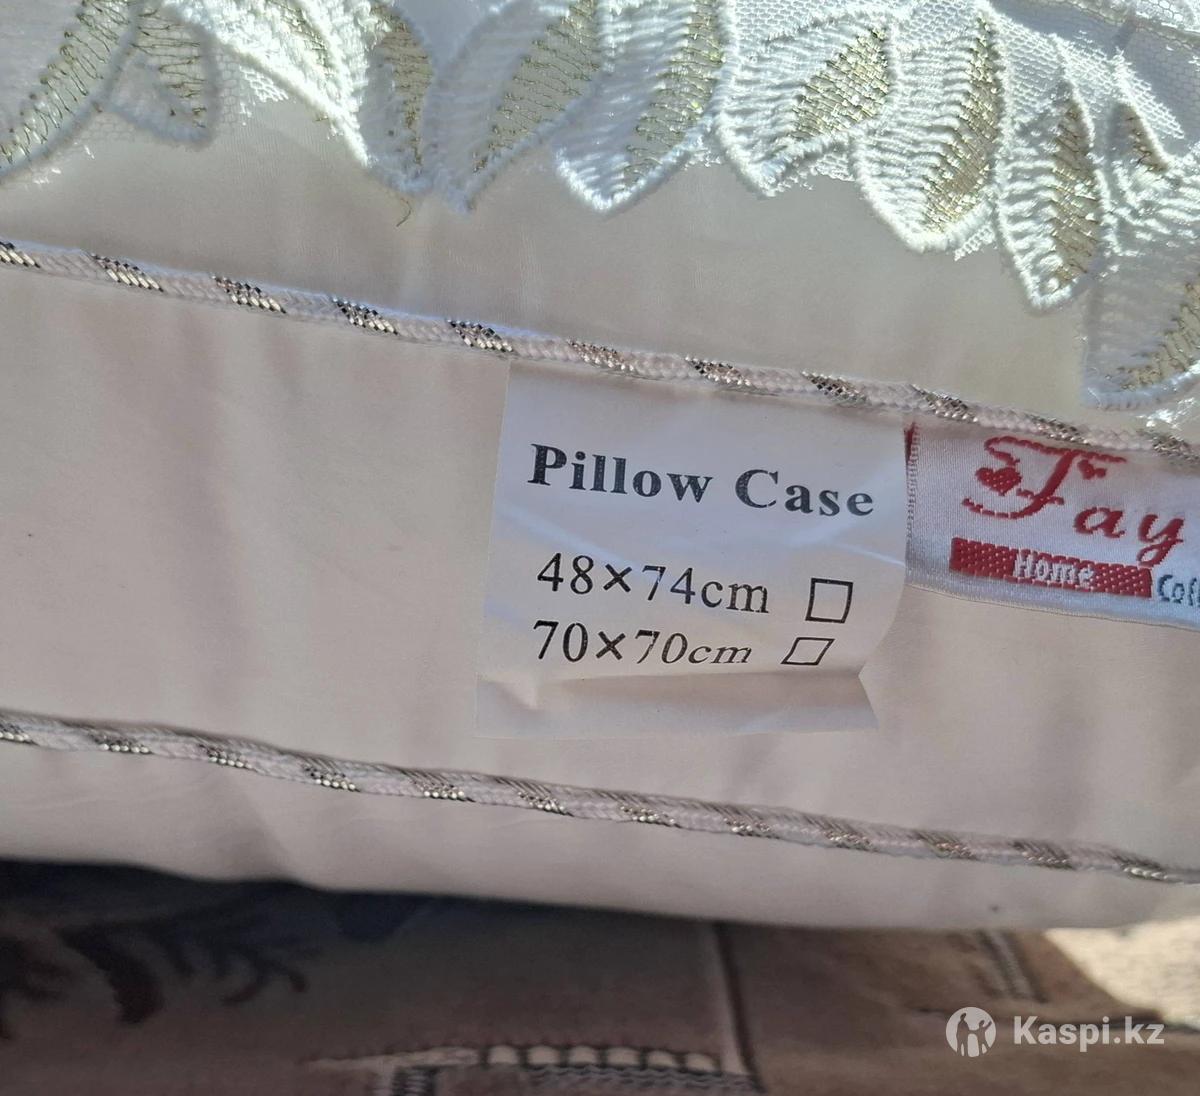 Pillow Case
48×74cm
70×70cm
Fay
Home
Kaspi.kz